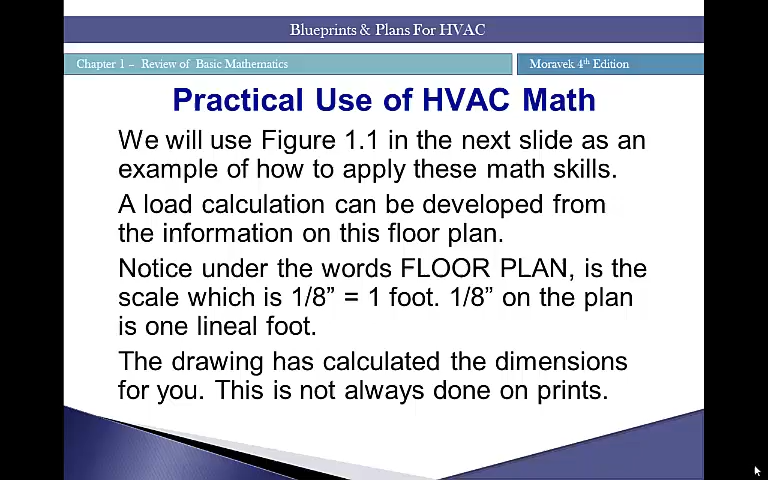 Blueprints & Plans For HVAC
Chapter 1 – Review of Basic Mathematics
Moravek 4th Edition
Practical Use of HVAC Math
We will use Figure 1.1 in the next slide as an
example of how to apply these math skills.
A load calculation can be developed from
the information on this floor plan.
Notice under the words FLOOR PLAN, is the
scale which is 1/8” = 1 foot. 1/8” on the plan
is one lineal foot.
The drawing has calculated the dimensions
for you. This is not always done on prints.